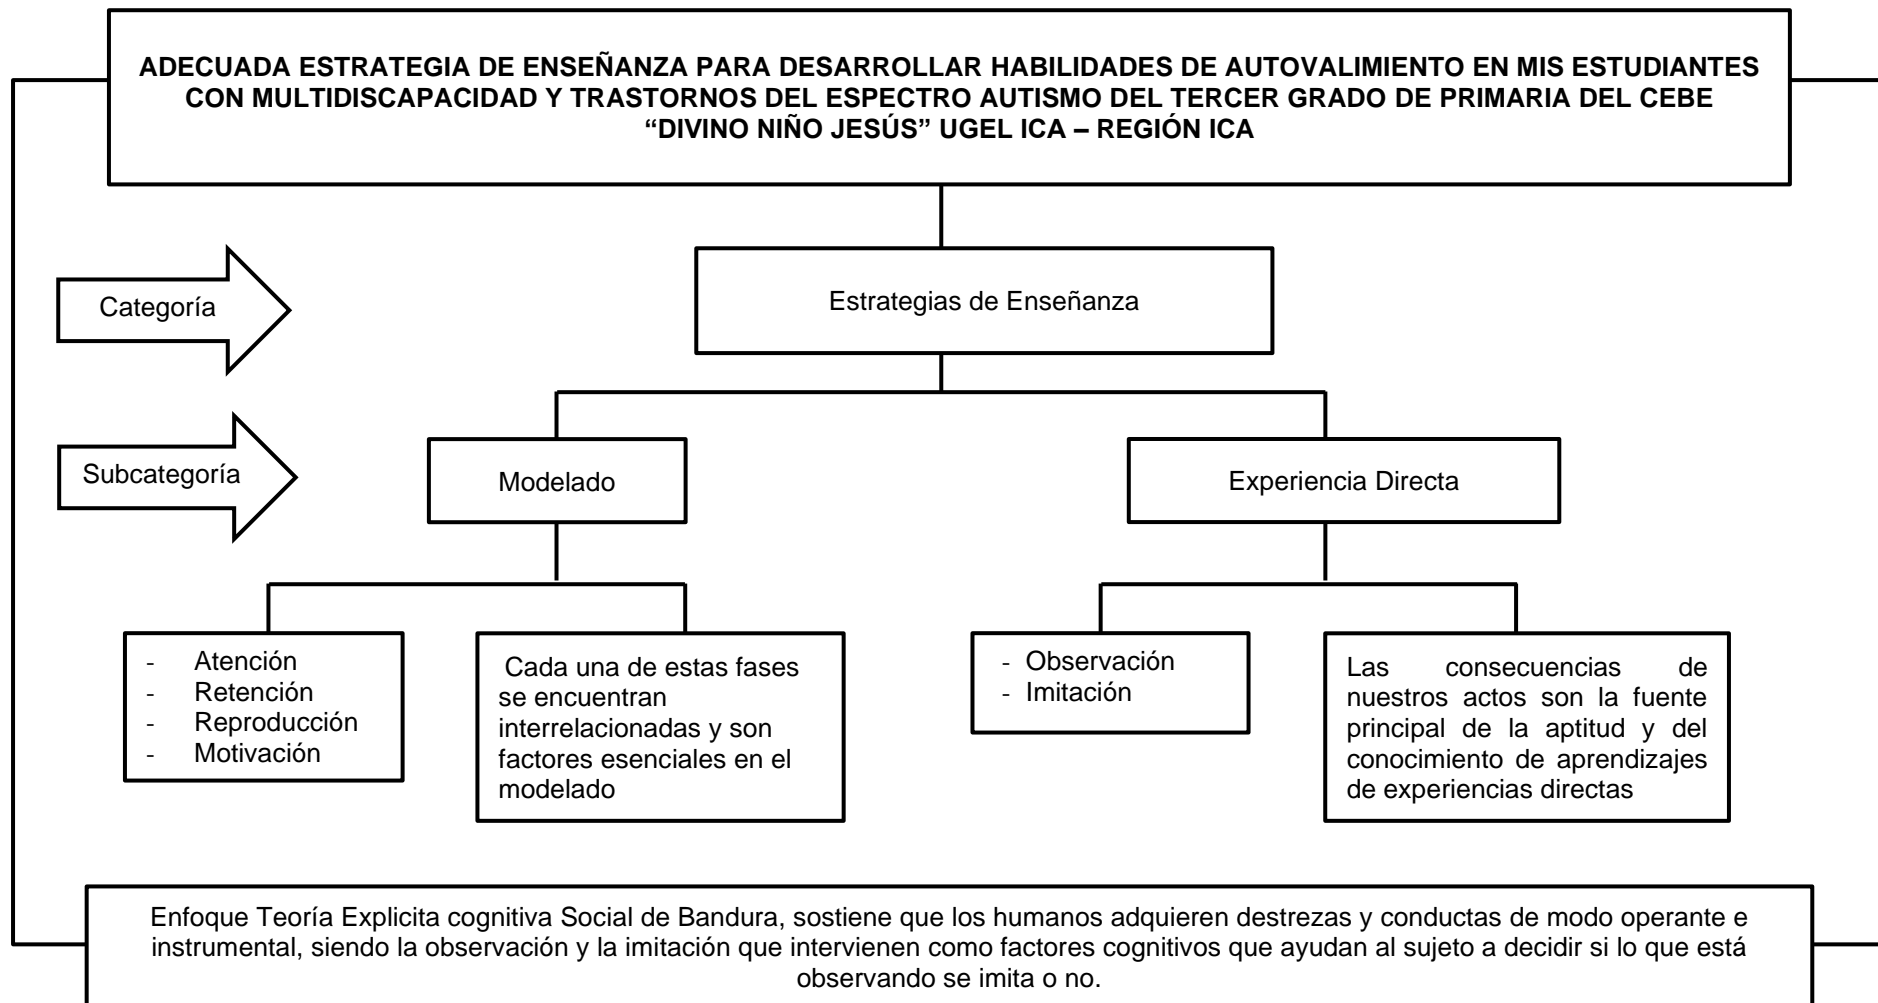 ADECUADA ESTRATEGIA DE ENSEÑANZA PARA DESARROLLAR HABILIDADES DE AUTOVALIMIENTO EN MIS ESTUDIANTES
CON MULTIDISCAPACIDAD Y TRASTORNOS DEL ESPECTRO AUTISMO DEL TERCER GRADO DE PRIMARIA DEL CEBE
“DIVINO NIÑO JESÚS” UGEL ICA – REGIÓN ICA
Categoría
Estrategias de Enseñanza
Subcategoría
Modelado
Experiencia Directa
- Atención
- Retención
- Reproducción
- Motivación
Cada una de estas fases
se encuentran
interrelacionadas y son
factores esenciales en el
modelado
- Observación
- Imitación
Las consecuencias de
nuestros actos son la fuente
principal de la aptitud y del
conocimiento de aprendizajes
de experiencias directas
Enfoque Teoría Explicita cognitiva Social de Bandura, sostiene que los humanos adquieren destrezas y conductas de modo operante e
instrumental, siendo la observación y la imitación que intervienen como factores cognitivos que ayudan al sujeto a decidir si lo que está
observando se imita o no.